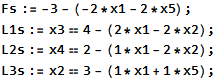 Fs := -3 - (-2*x1 - 2*x5) ;
L1s := x3 == 4 - (2*x1 - 2*x2) ;
L2s := x4 == 2 - (1*x1 - 2*x2) ;
L3s := x2 == 3 - (1*x1 + 1*x5) ;